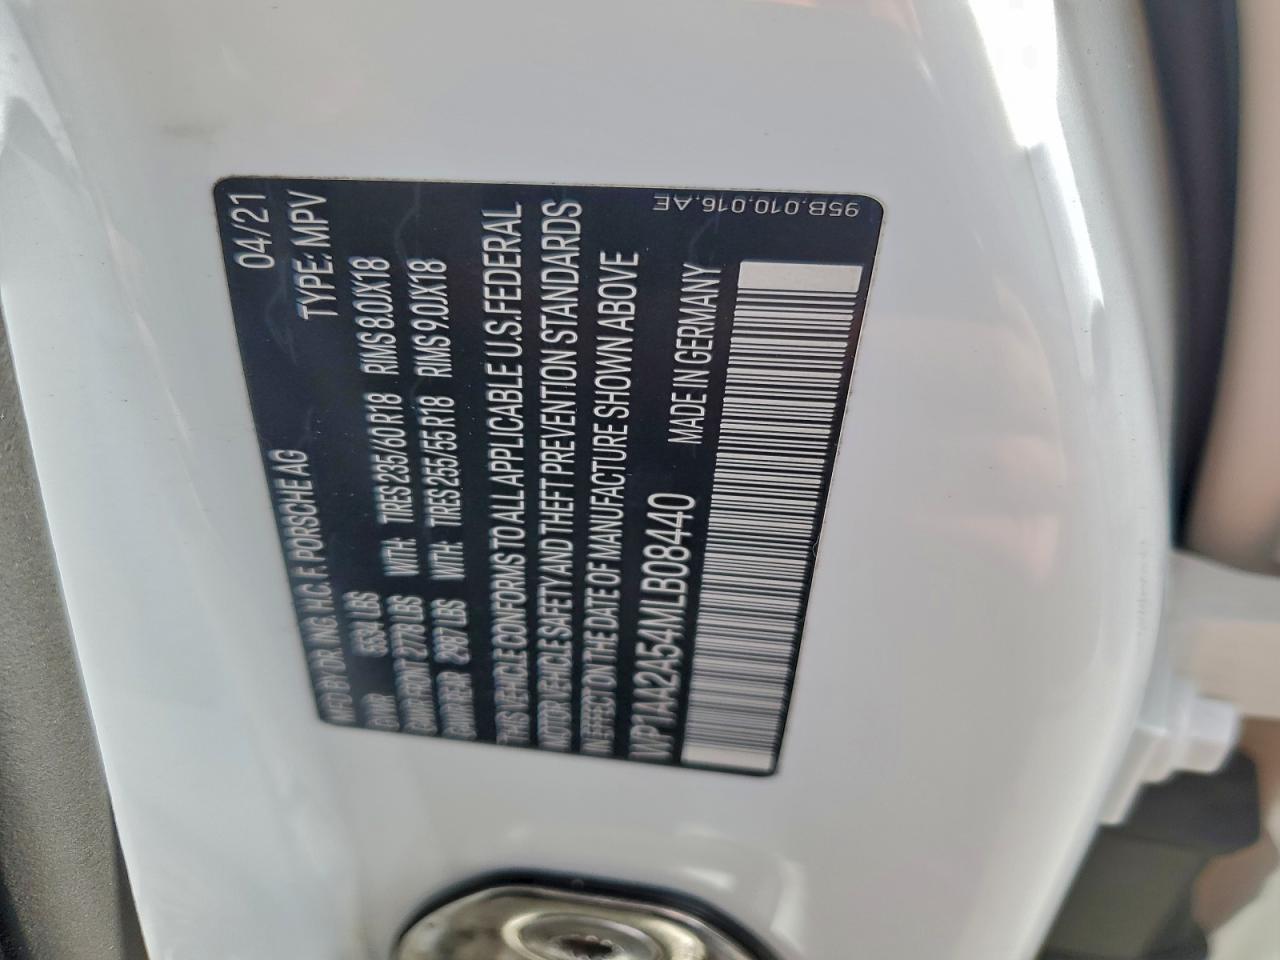 MFD BY DR. ING. H.C. F. PORSCHE AG 04/21
GVWR 5534 LBS TYPE: MPV
GAWR FRONT 2778 LBS WITH: TIRES 235/60 R18 RIMS 8.0JX18
GAWR REAR 2987 LBS WITH: TIRES 255/55 R18 RIMS 9.0JX18
THIS VEHICLE CONFORMS TO ALL APPLICABLE U.S.FEDERAL
MOTOR VEHICLE SAFETY AND THEFT PREVENTION STANDARDS
IN EFFECT ON THE DATE OF MANUFACTURE SHOWN ABOVE
WP1AA2A54MLB08440 MADE IN GERMANY
95B.010.016.AE